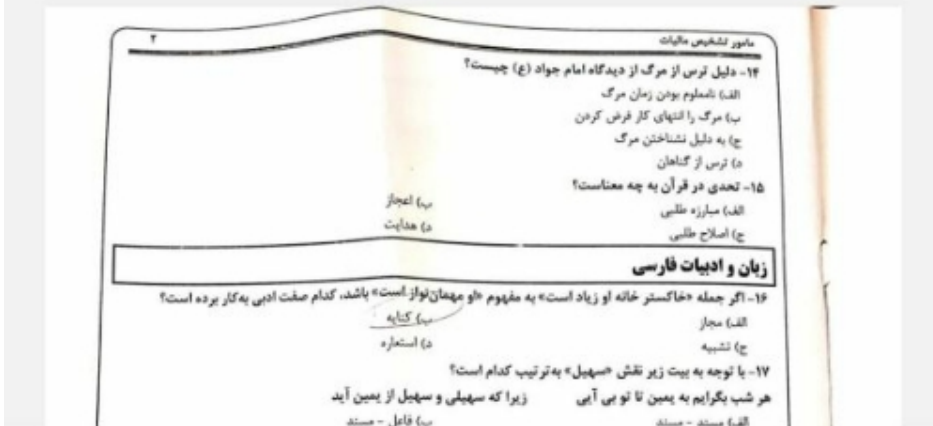 مامور تشخیص مالیات ۲
۱۴- دلیل ترس از مرگ از دیدگاه امام جواد (ع) چیست؟
الف) نامعلوم بودن زمان مرگ
ب) مرگ را انتهای کار فرض کردن
ج) به دلیل نشناختن مرگ
د) ترس از گناهان
۱۵- تحدی در قرآن به چه معناست؟
الف) مبارزه طلبی ب) اعجاز
ج) اصلاح طلبی د) هدایت
زبان و ادبیات فارسی
۱۶- اگر جمله «خاکستر خانه او زیاد است» به مفهوم «او مهمان‌نواز است» باشد، کدام صفت ادبی به‌کار برده است؟
الف) مجاز ب) کنایه
ج) تشبیه د) استعاره
۱۷- با توجه به بیت زیر نقش «سهیل» به‌ترتیب کدام است؟
هر شب بگرایم به یمین تا تو بی آیی زیرا که سهیلی و سهیل از یمین آید
الف) مسند - مسند ب) فاعل - مسند